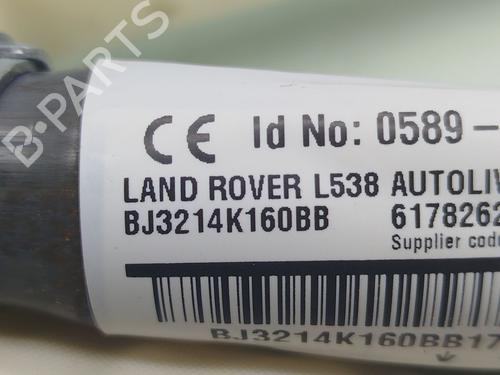 B-PARTS
CE Id No: 0589-
LAND ROVER L538 AUTOLIV
BJ3214K160BB 6178262
Supplier code
BJ3214K160BB17